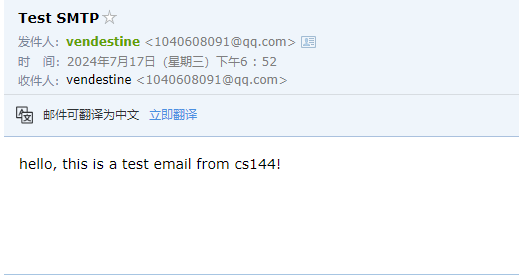 Test SMTP
发件人：vendestine <1040608091@qq.com>
时　间：2024年7月17日（星期三）下午6：52
收件人：vendestine <1040608091@qq.com>
邮件可翻译为中文 立即翻译
hello, this is a test email from cs144!